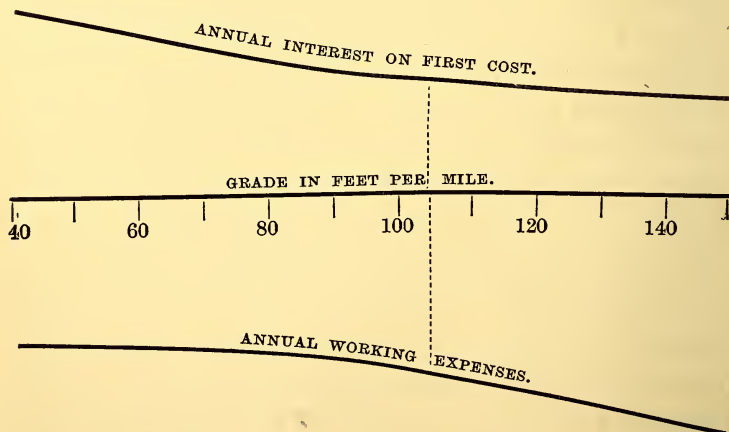 ANNUAL INTEREST ON FIRST COST.
GRADE IN FEET PER MILE.
40 60 80 100 120 140
ANNUAL WORKING EXPENSES.